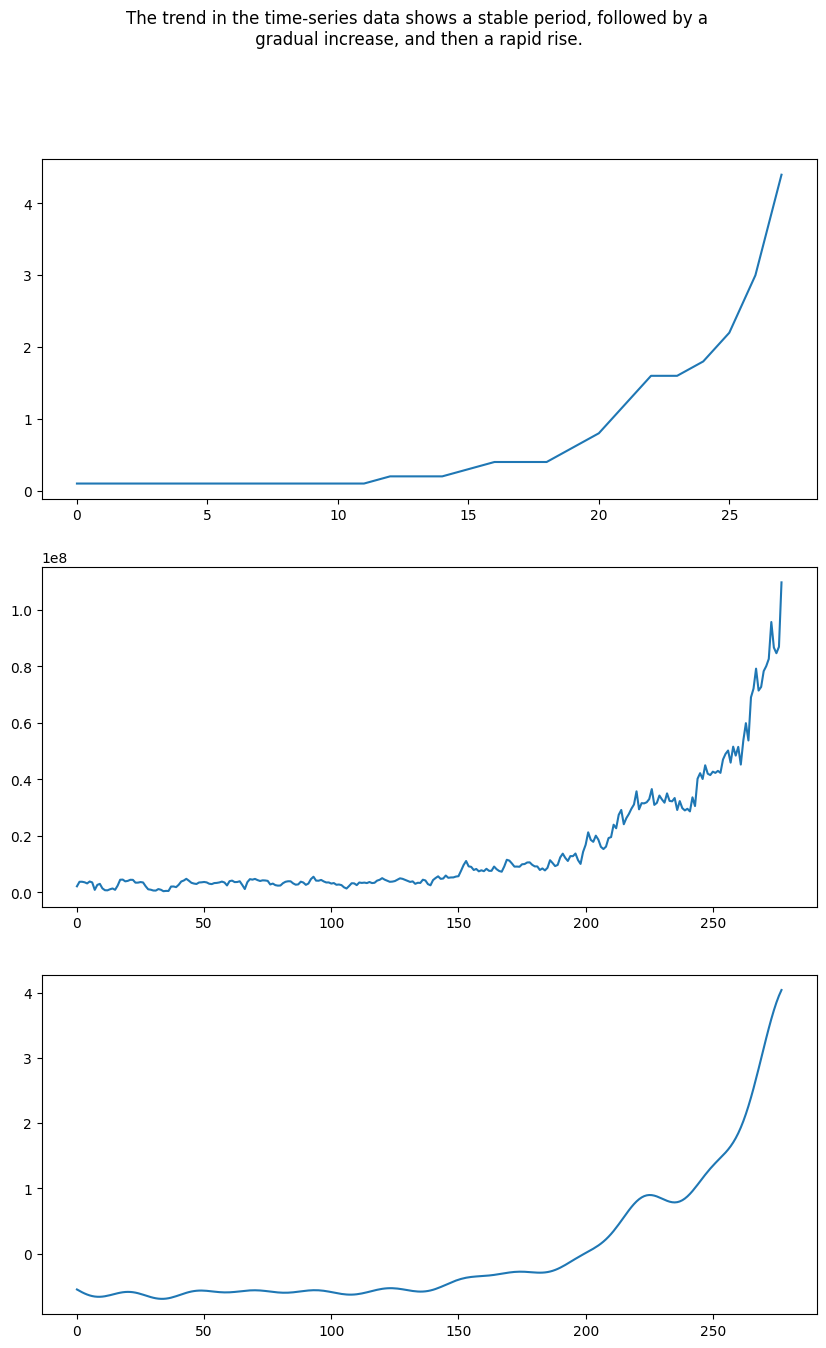 The trend in the time-series data shows a stable period, followed by a
gradual increase, and then a rapid rise.
4
3
2
1
0
0 5 10 15 20 25
1e8
1.0
0.8
0.6
0.4
0.2
0.0
0 50 100 150 200 250
4
3
2
1
0
0 50 100 150 200 250